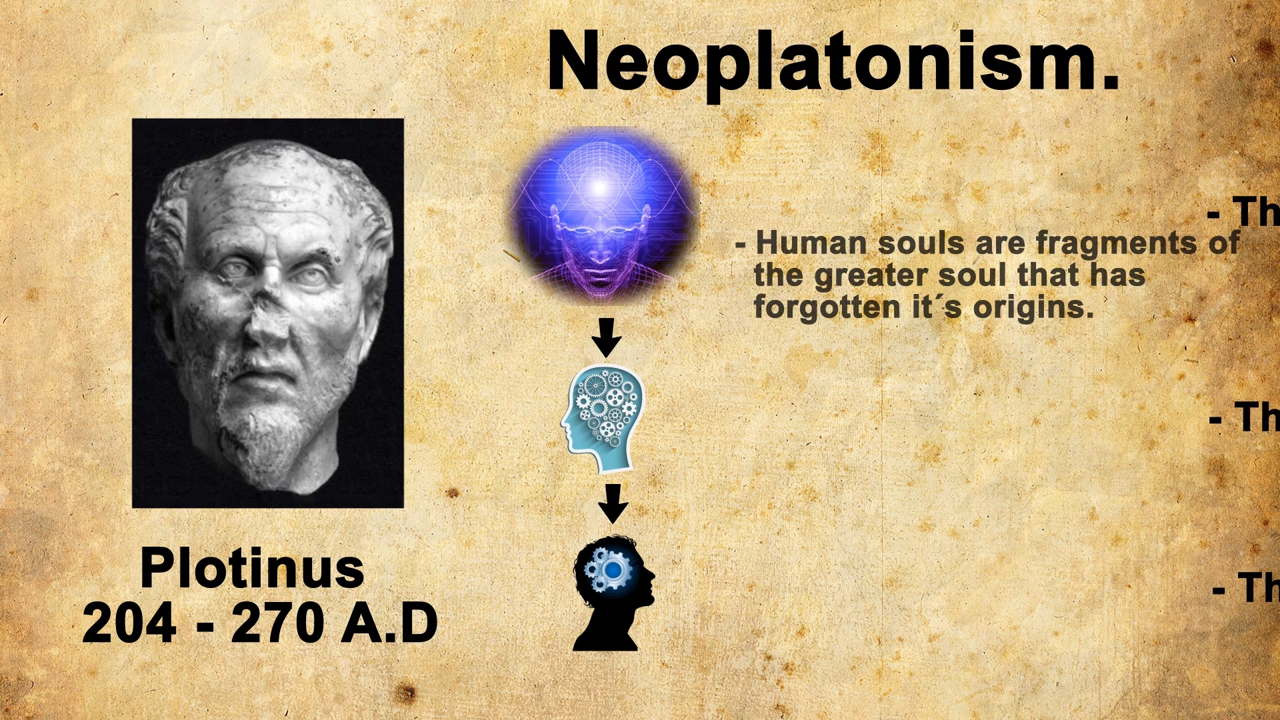 Neoplatonism.
- Human souls are fragments of
the greater soul that has
forgotten it´s origins.
- Th
- Th
- Th
Plotinus
204 - 270 A.D